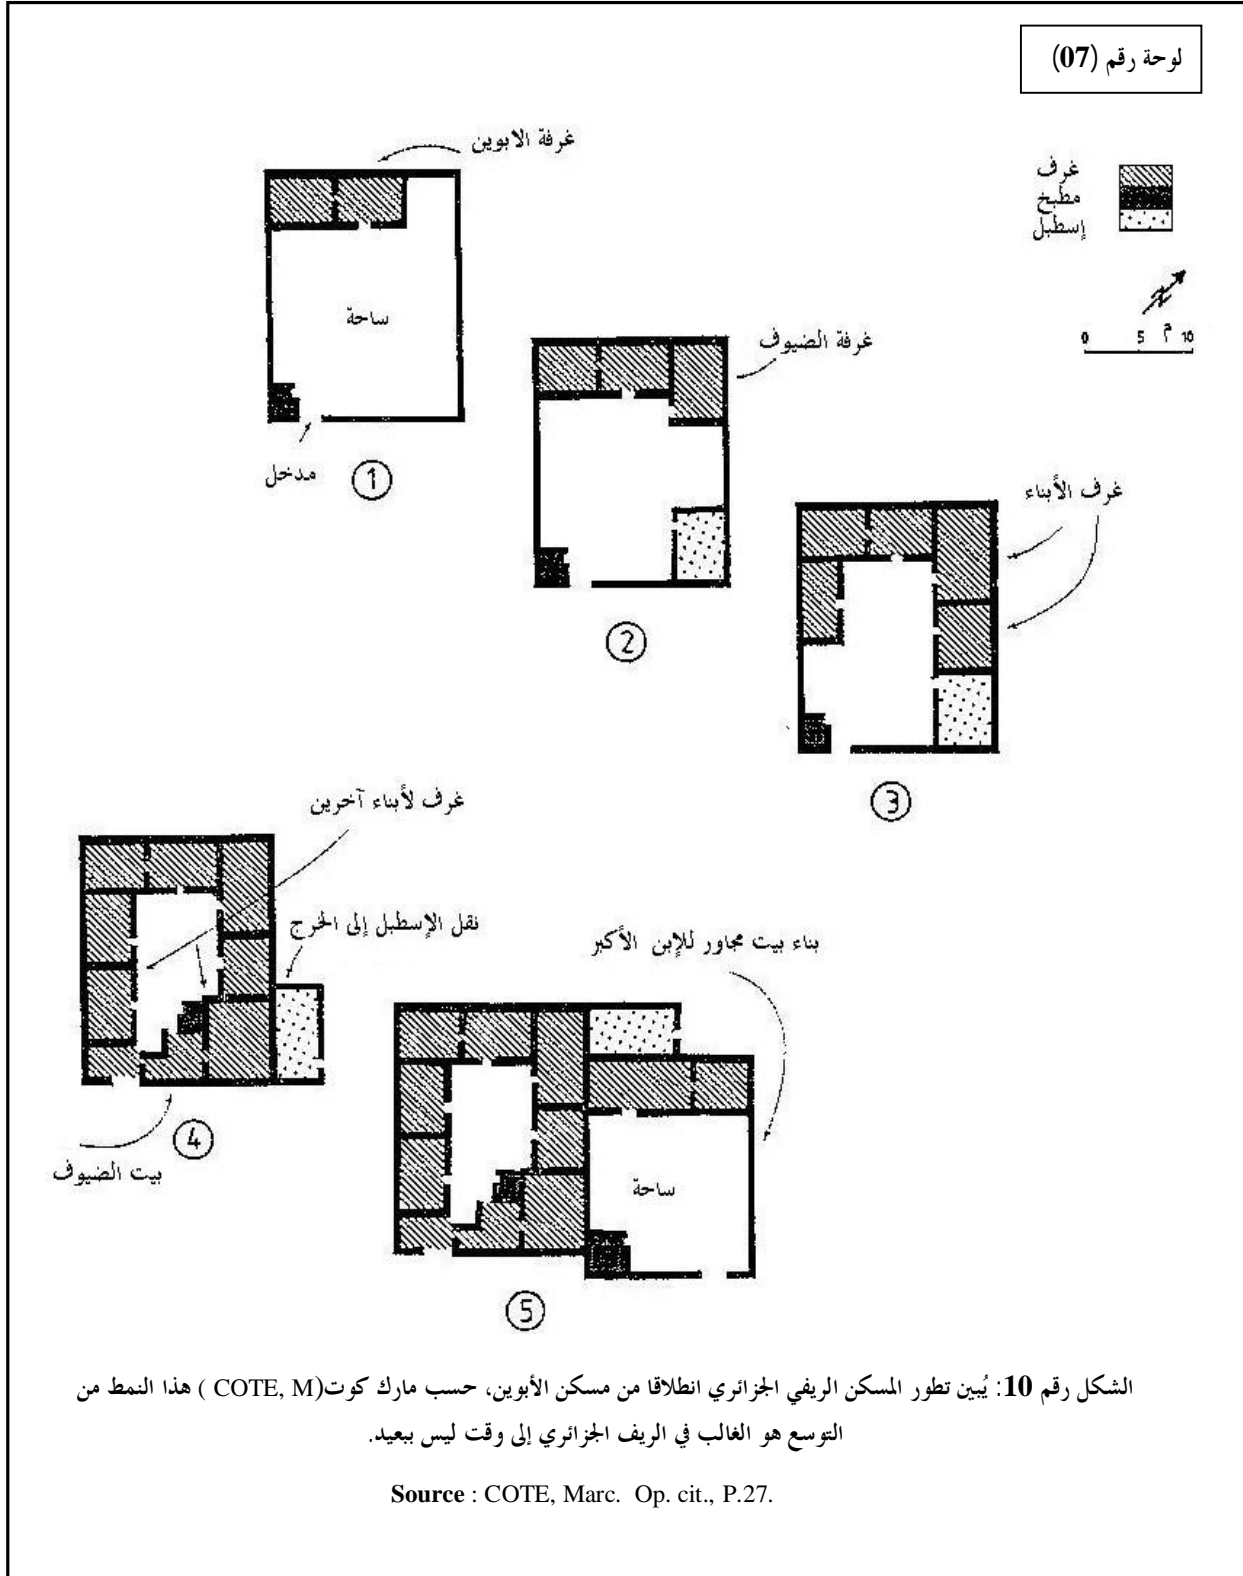 لوحة رقم (07)
غرف
مطبخ
إسطبل
0 5 م 10
غرفة الابوين
ساحة
مدخل
1
غرفة الضيوف
2
غرف الأبناء
3
غرف لأبناء آخرين
نقل الإسطبل إلى الخرج
بيت الضيوف
4
بناء بيت مجاور للإبن الأكبر
ساحة
5
الشكل رقم 10: يُبين تطور المسكن الريفي الجزائري انطلاقا من مسكن الأبوين، حسب مارك كوت(COTE, M ) هذا النمط من
التوسع هو الغالب في الريف الجزائري إلى وقت ليس ببعيد.
Source : COTE, Marc. Op. cit., P.27.